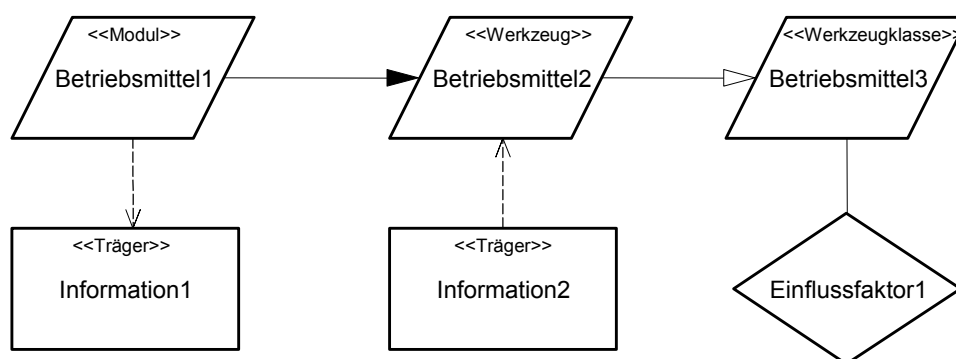 <<Modul>>
Betriebsmittel1
<<Werkzeug>>
Betriebsmittel2
<<Werkzeugklasse>>
Betriebsmittel3
<<Träger>>
Information1
<<Träger>>
Information2
Einflussfaktor1